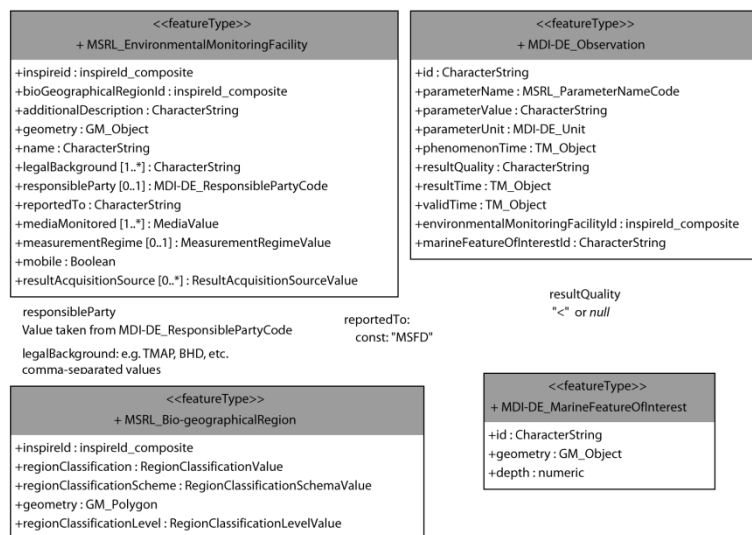 <<featureType>>
+ MSRL_EnvironmentalMonitoringFacility
+inspireid : inspireId_composite
+bioGeographicalRegionId : inspireId_composite
+additionalDescription : CharacterString
+geometry : GM_Object
+name : CharacterString
+legalBackground [1..*] : CharacterString
+responsibleParty [0..1] : MDI-DE_ResponsiblePartyCode
+reportedTo : CharacterString
+mediaMonitored [1..*] : MediaValue
+measurementRegime [0..1] : MeasurementRegimeValue
+mobile : Boolean
+resultAcquisitionSource [0..*] : ResultAcquisitionSourceValue
<<featureType>>
+ MDI-DE_Observation
+id : CharacterString
+parameterName : MSRL_ParameterNameCode
+parameterValue : CharacterString
+parameterUnit : MDI-DE_Unit
+phenomenonTime : TM_Object
+resultQuality : CharacterString
+resultTime : TM_Object
+validTime : TM_Object
+environmentalMonitoringFacilityId : inspireId_composite
+marineFeatureOfInterestId : CharacterString
responsibleParty
Value taken from MDI-DE_ResponsiblePartyCode
legalBackground: e.g. TMAP, BHD, etc.
comma-separated values
reportedTo:
const: "MSFD"
resultQuality
"<" or null
<<featureType>>
+ MSRL_Bio-geographicalRegion
+inspireId : inspireId_composite
+regionClassification : RegionClassificationValue
+regionClassificationScheme : RegionClassificationSchemaValue
+geometry : GM_Polygon
+regionClassificationLevel : RegionClassificationLevelValue
<<featureType>>
+ MDI-DE_MarineFeatureOfInterest
+id : CharacterString
+geometry : GM_Object
+depth : numeric